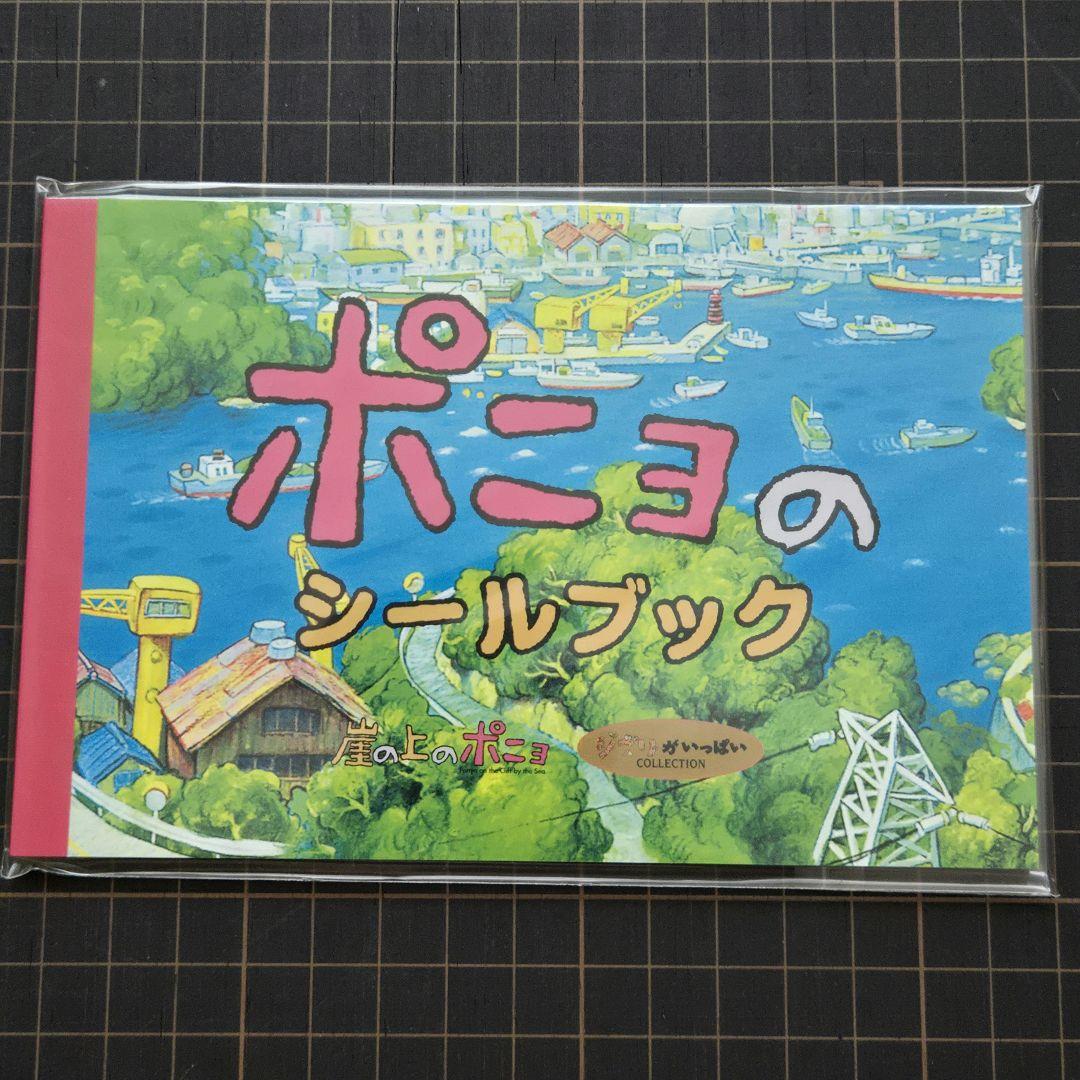 ポニョの
シールブック
崖の上のポニョ
Ponyo on the Cliff by the Sea
ジブリがいっぱい
COLLECTION